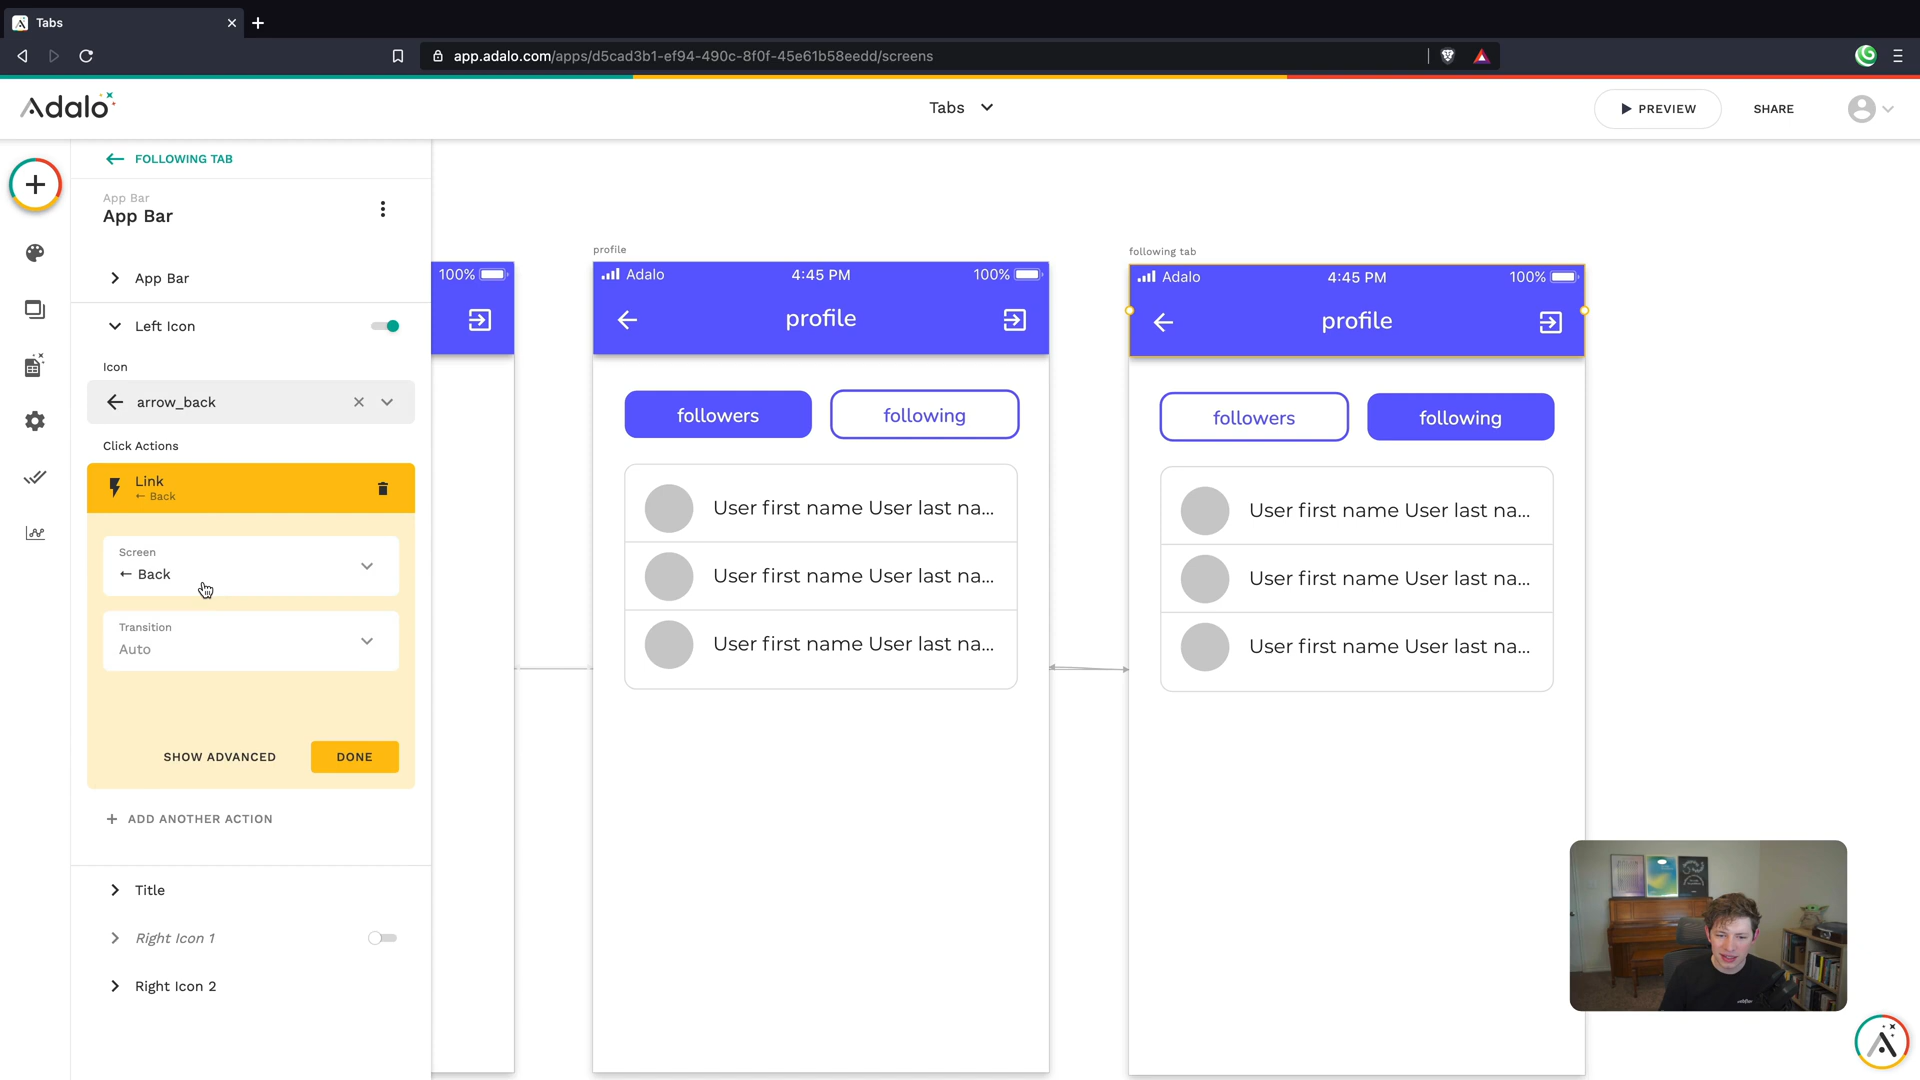 Tabs
app.adalo.com/apps/d5cad3b1-ef94-490c-8f0f-45e61b58eedd/screens
Adalo
Tabs
PREVIEW
SHARE
← FOLLOWING TAB
App Bar
App Bar
App Bar
Left Icon
Icon
arrow_back
Click Actions
Link
← Back
Screen
← Back
Transition
Auto
SHOW ADVANCED
DONE
+ ADD ANOTHER ACTION
Title
Right Icon 1
Right Icon 2
100%
profile
Adalo
4:45 PM
100%
profile
followers
following
User first name User last na...
User first name User last na...
User first name User last na...
following tab
Adalo
4:45 PM
100%
profile
followers
following
User first name User last na...
User first name User last na...
User first name User last na...